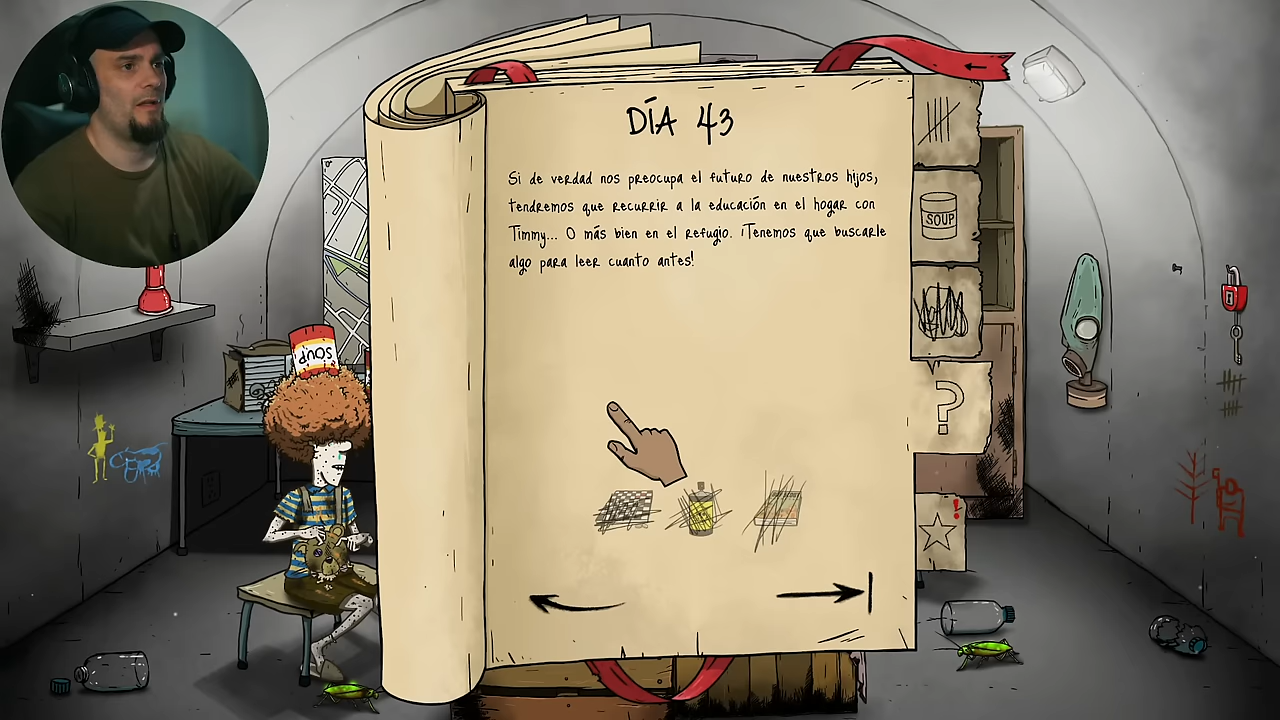 DÍA 43
Si de verdad nos preocupa el futuro de nuestros hijos,
tendremos que recurrir a la educación en el hogar con
Timmy... O más bien en el refugio. ¡Tenemos que buscarle
algo para leer cuanto antes!
SOUP
SOUP
?
!